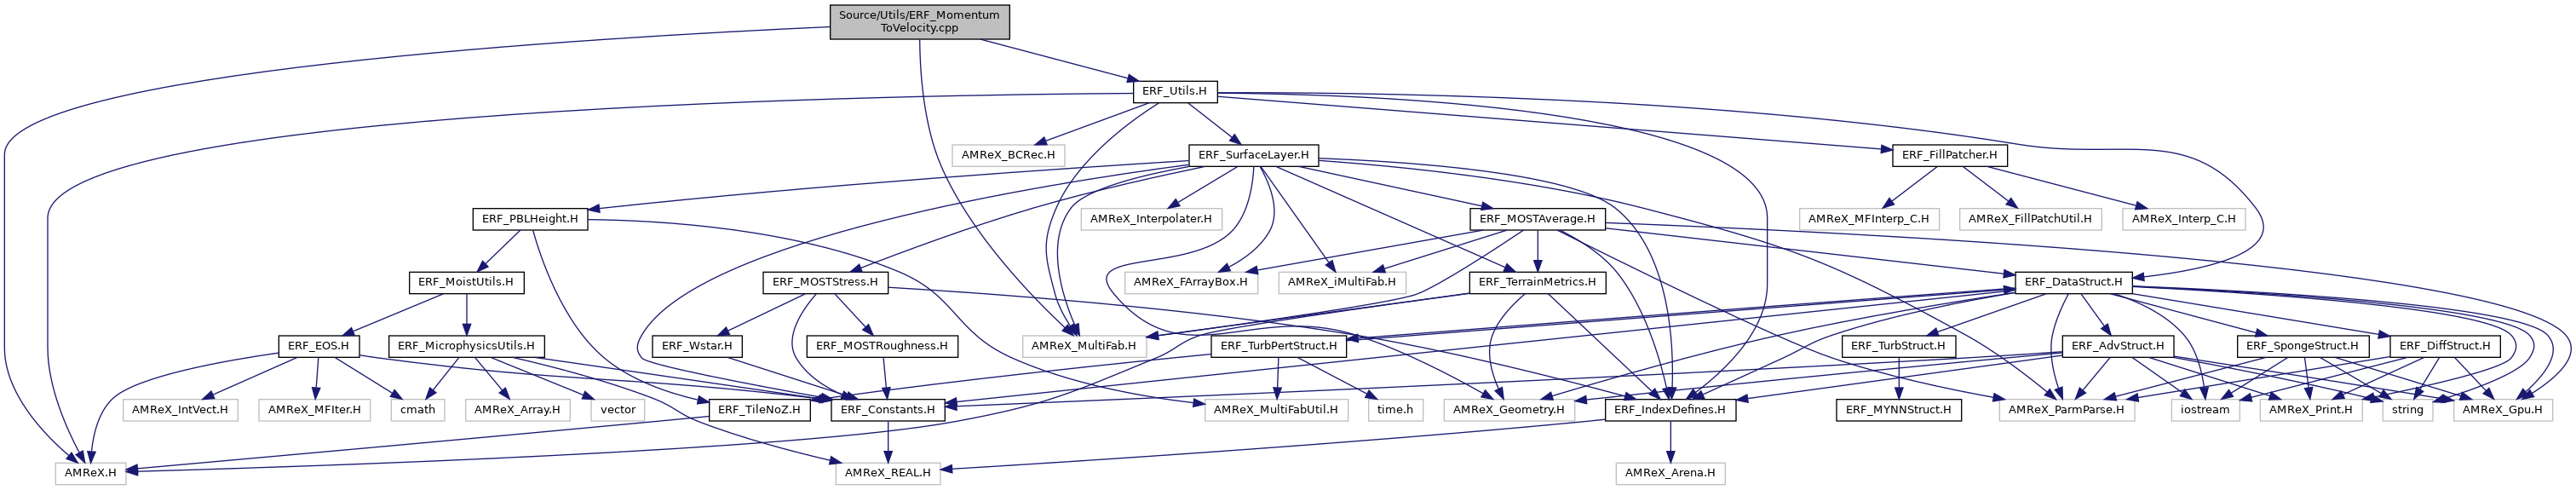 Source/Utils/ERF_Momentum
ToVelocity.cpp
ERF_Utils.H
AMReX_BCRec.H
ERF_SurfaceLayer.H
ERF_FillPatcher.H
ERF_PBLHeight.H
AMReX_Interpolater.H
ERF_MOSTAverage.H
AMReX_MFInterp_C.H
AMReX_FillPatchUtil.H
AMReX_Interp_C.H
ERF_MoistUtils.H
ERF_MOSTStress.H
AMReX_FArrayBox.H
AMReX_iMultiFab.H
ERF_TerrainMetrics.H
ERF_DataStruct.H
ERF_EOS.H
ERF_MicrophysicsUtils.H
ERF_Wstar.H
ERF_MOSTRoughness.H
AMReX_MultiFab.H
ERF_TurbPertStruct.H
ERF_TurbStruct.H
ERF_AdvStruct.H
ERF_SpongeStruct.H
ERF_DiffStruct.H
AMReX_IntVect.H
AMReX_MFIter.H
cmath
AMReX_Array.H
vector
ERF_TileNoZ.H
ERF_Constants.H
AMReX_MultiFabUtil.H
time.h
AMReX_Geometry.H
ERF_IndexDefines.H
ERF_MYNNStruct.H
AMReX_ParmParse.H
iostream
AMReX_Print.H
string
AMReX_Gpu.H
AMReX.H
AMReX_REAL.H
AMReX_Arena.H